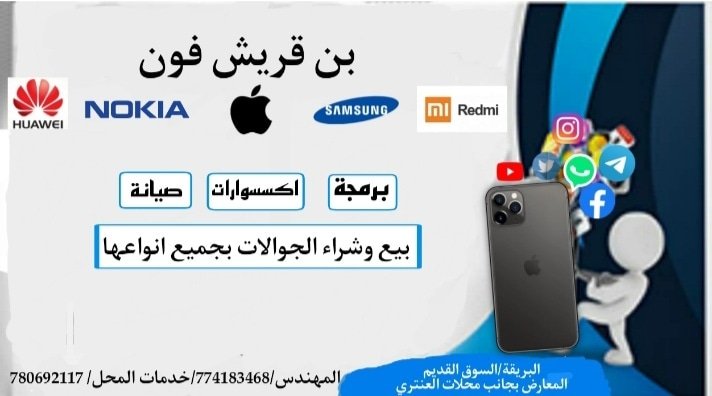 بن قريش فون
HUAWEI NOKIA SAMSUNG mi Redmi
برمجة اكسسوارات صيانة
بيع وشراء الجوالات بجميع انواعها
البريقة/السوق القديم
المعارض بجانب محلات العنتري
المهندس/774183468/خدمات المحل/ 780692117